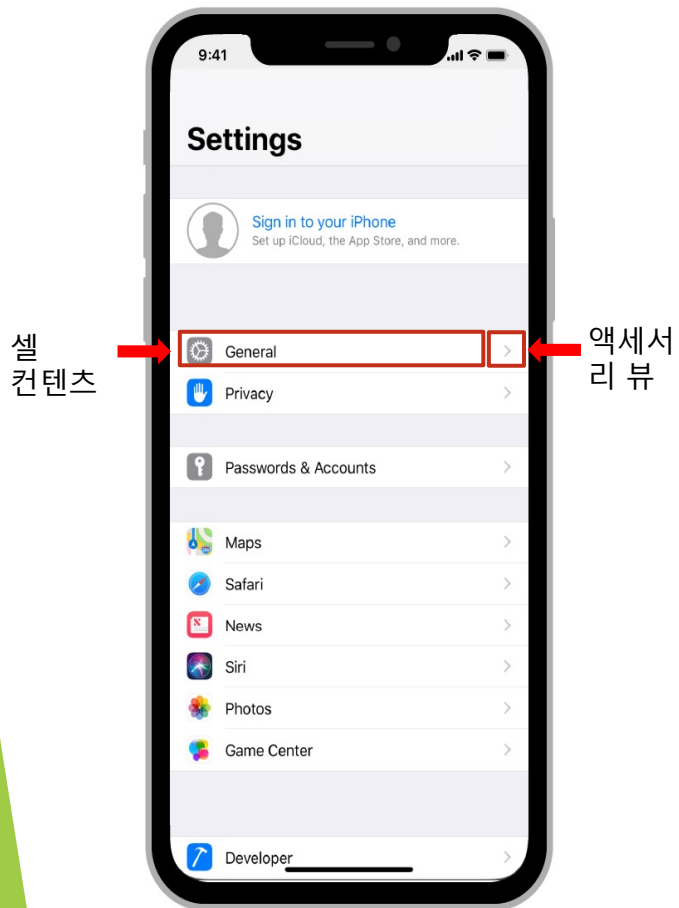 9:41
Settings
Sign in to your iPhone
Set up iCloud, the App Store, and more.
셀
컨텐츠
General
액세서
리 뷰
Privacy
Passwords & Accounts
Maps
Safari
News
Siri
Photos
Game Center
Developer